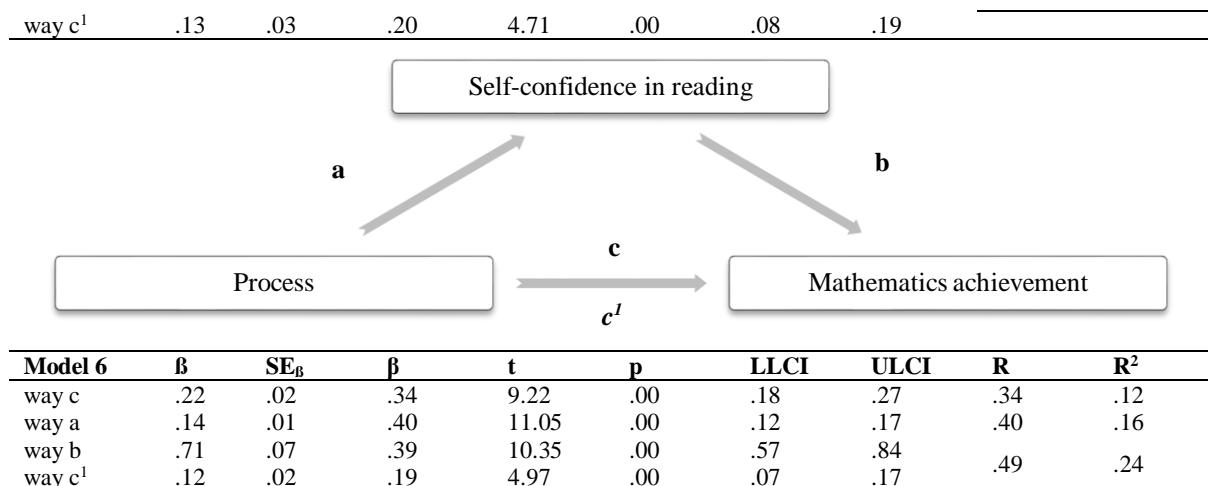 way c¹ .13 .03 .20 4.71 .00 .08 .19
Self-confidence in reading
a b
Process c Mathematics achievement
c¹
Model 6 ß SEß β t p LLCI ULCI R R²
way c .22 .02 .34 9.22 .00 .18 .27 .34 .12
way a .14 .01 .40 11.05 .00 .12 .17 .40 .16
way b .71 .07 .39 10.35 .00 .57 .84 .49 .24
way c¹ .12 .02 .19 4.97 .00 .07 .17